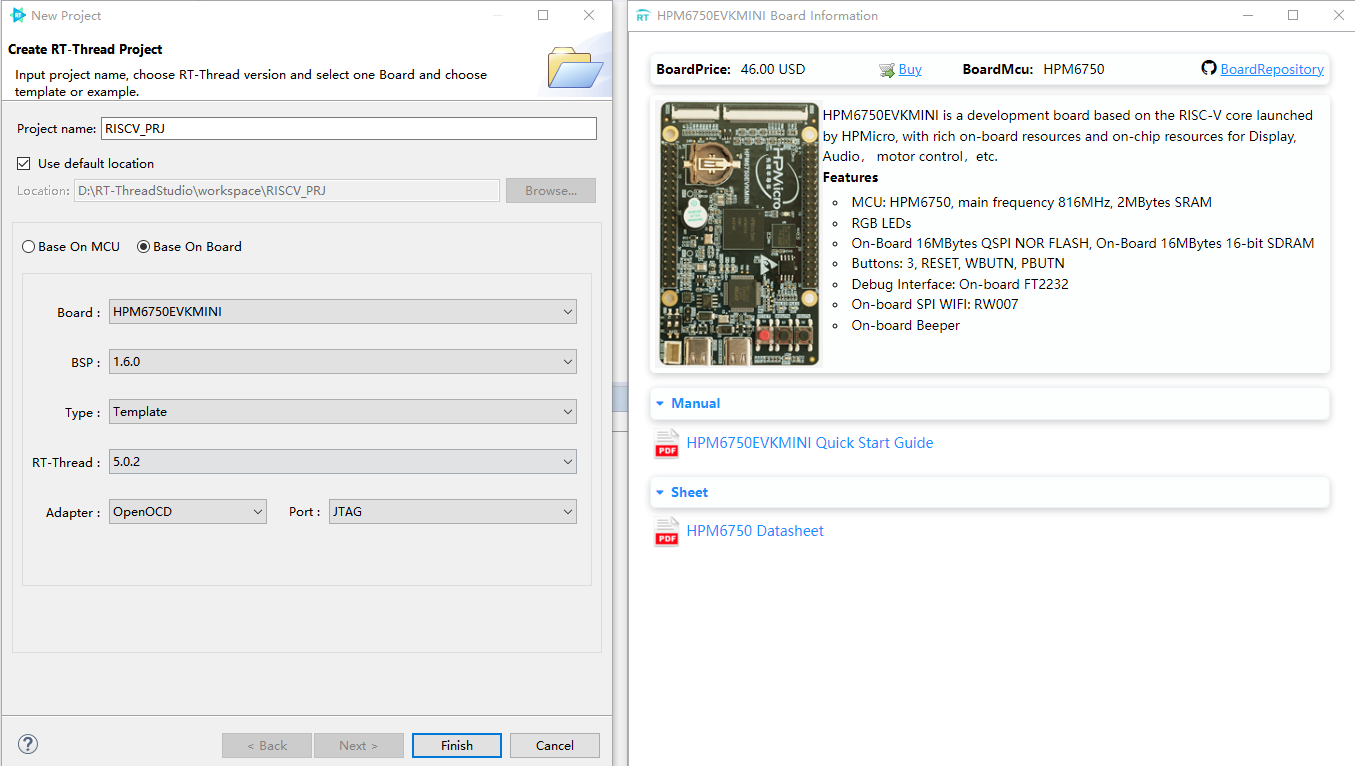 New Project
Create RT-Thread Project
Input project name, choose RT-Thread version and select one Board and choose
template or example.
Project name: RISCV_PRJ
Use default location
Location: D:\RT-ThreadStudio\workspace\RISCV_PRJ Browse...
Base On MCU Base On Board
Board : HPM6750EVKMINI
BSP : 1.6.0
Type : Template
RT-Thread : 5.0.2
Adapter : OpenOCD Port : JTAG
? < Back Next > Finish Cancel
RT HPM6750EVKMINI Board Information
BoardPrice: 46.00 USD Buy BoardMcu: HPM6750 BoardRepository
HPMicro
HPM6750EVKMINI
HPM6750EVKMINI is a development board based on the RISC-V core launched
by HPMicro, with rich on-board resources and on-chip resources for Display,
Audio， motor control，etc.
Features
MCU: HPM6750, main frequency 816MHz, 2MBytes SRAM
RGB LEDs
On-Board 16MBytes QSPI NOR FLASH, On-Board 16MBytes 16-bit SDRAM
Buttons: 3, RESET, WBUTN, PBUTN
Debug Interface: On-board FT2232
On-board SPI WIFI: RW007
On-board Beeper
Manual
PDF HPM6750EVKMINI Quick Start Guide
Sheet
PDF HPM6750 Datasheet